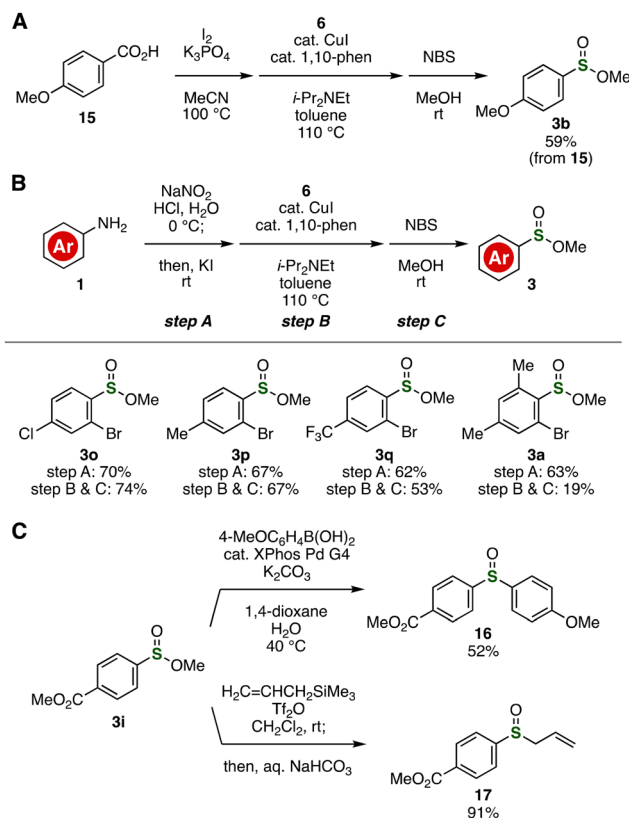 A
CO₂H
MeO
15
I₂
K₃PO₄
MeCN
100 °C
6
cat. CuI
cat. 1,10-phen
i-Pr₂NEt
toluene
110 °C
NBS
MeOH
rt
O
S
OMe
MeO
3b
59%
(from 15)
B
NH₂
Ar
1
NaNO₂
HCl, H₂O
0 °C;
then, KI
rt
step A
6
cat. CuI
cat. 1,10-phen
i-Pr₂NEt
toluene
110 °C
step B
NBS
MeOH
rt
step C
O
S
OMe
Ar
3
O
S
OMe
Cl
Br
3o
step A: 70%
step B & C: 74%
O
S
OMe
Me
Br
3p
step A: 67%
step B & C: 67%
O
S
OMe
F₃C
Br
3q
step A: 62%
step B & C: 53%
Me
O
S
OMe
Me
Br
3a
step A: 63%
step B & C: 19%
C
O
S
OMe
MeO₂C
3i
4-MeOC₆H₄B(OH)₂
cat. XPhos Pd G4
K₂CO₃
1,4-dioxane
H₂O
40 °C
O
S
MeO₂C
OMe
16
52%
H₂C=CHCH₂SiMe₃
Tf₂O
CH₂Cl₂, rt;
then, aq. NaHCO₃
O
S
MeO₂C
17
91%